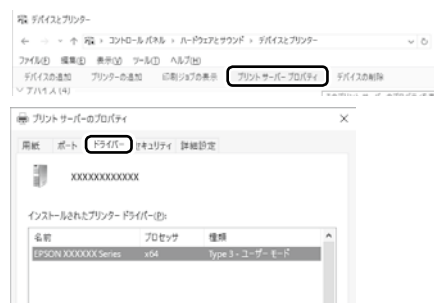 デバイスとプリンター
コントロール パネル › ハードウェアとサウンド › デバイスとプリンター
ファイル(F) 編集(E) 表示(V) ツール(T) ヘルプ(H)
デバイスの追加 プリンターの追加 印刷ジョブの表示 プリント サーバー プロパティ デバイスの削除
デバイス (4)
プリント サーバーのプロパティ
用紙 ポート ドライバー セキュリティ 詳細設定
XXXXXXXXXXXX
インストールされたプリンター ドライバー(P):
名前 プロセッサ 種類
EPSON XXXXXX Series x64 Type 3 - ユーザー モード